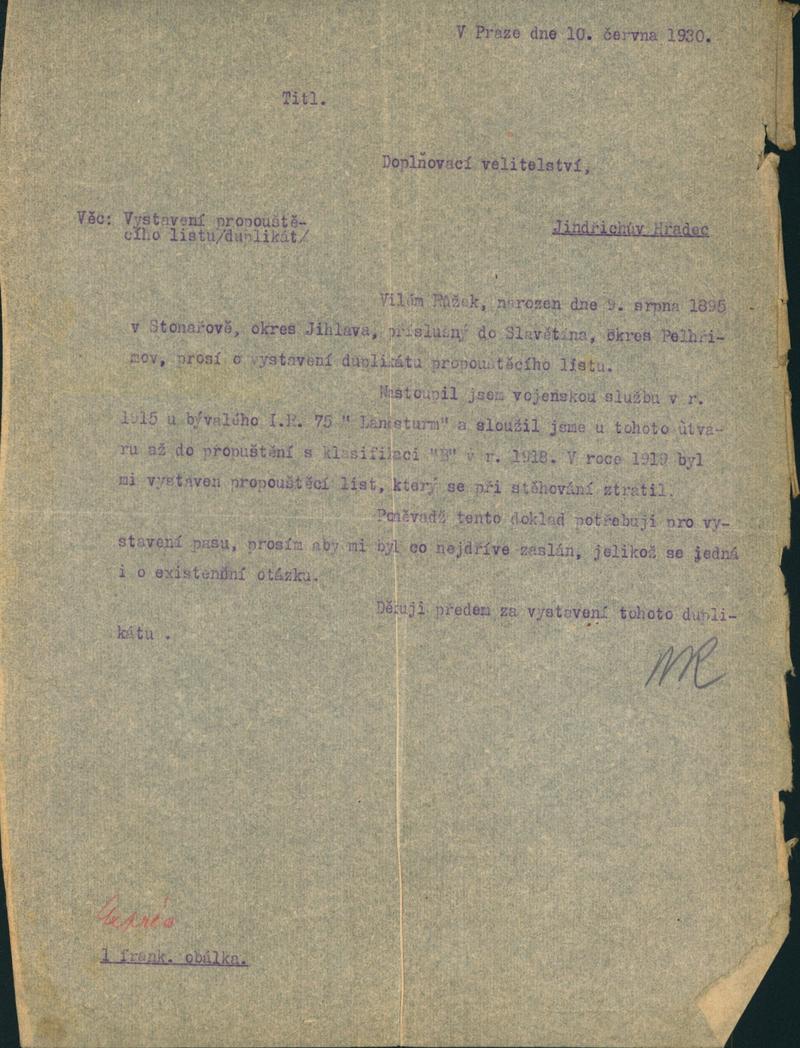 V Praze dne 10. června 1930.
Titl.
Doplňovací velitelství,
Jindřichův Hradec
Věc: Vystavení propouště-
cího listu/duplikát/
Vilém Růžek, narozen dne 9. srpna 1895
v Stonařově, okres Jihlava, příslušný do Slavětína, okres Pelhři-
mov, prosí o vystavení duplikátu propouštěcího listu.
Nastoupil jsem vojenskou službu v r.
1915 u bývalého I.R. 75 " Landsturm" a sloužil jsme u tohoto útva-
ru až do propuštění s klasifikací "B" v r. 1918. V roce 1919 byl
mi vystaven propouštěcí list, který se při stěhování ztratil.
Poněvadž tento doklad potřebuji pro vy-
stavení pasu, prosím aby mi byl co nejdříve zaslán, jelikož se jedná
i o existenční otázku.
Děkuji předem za vystavení tohoto dupli-
kátu .
1 frank. obálka.